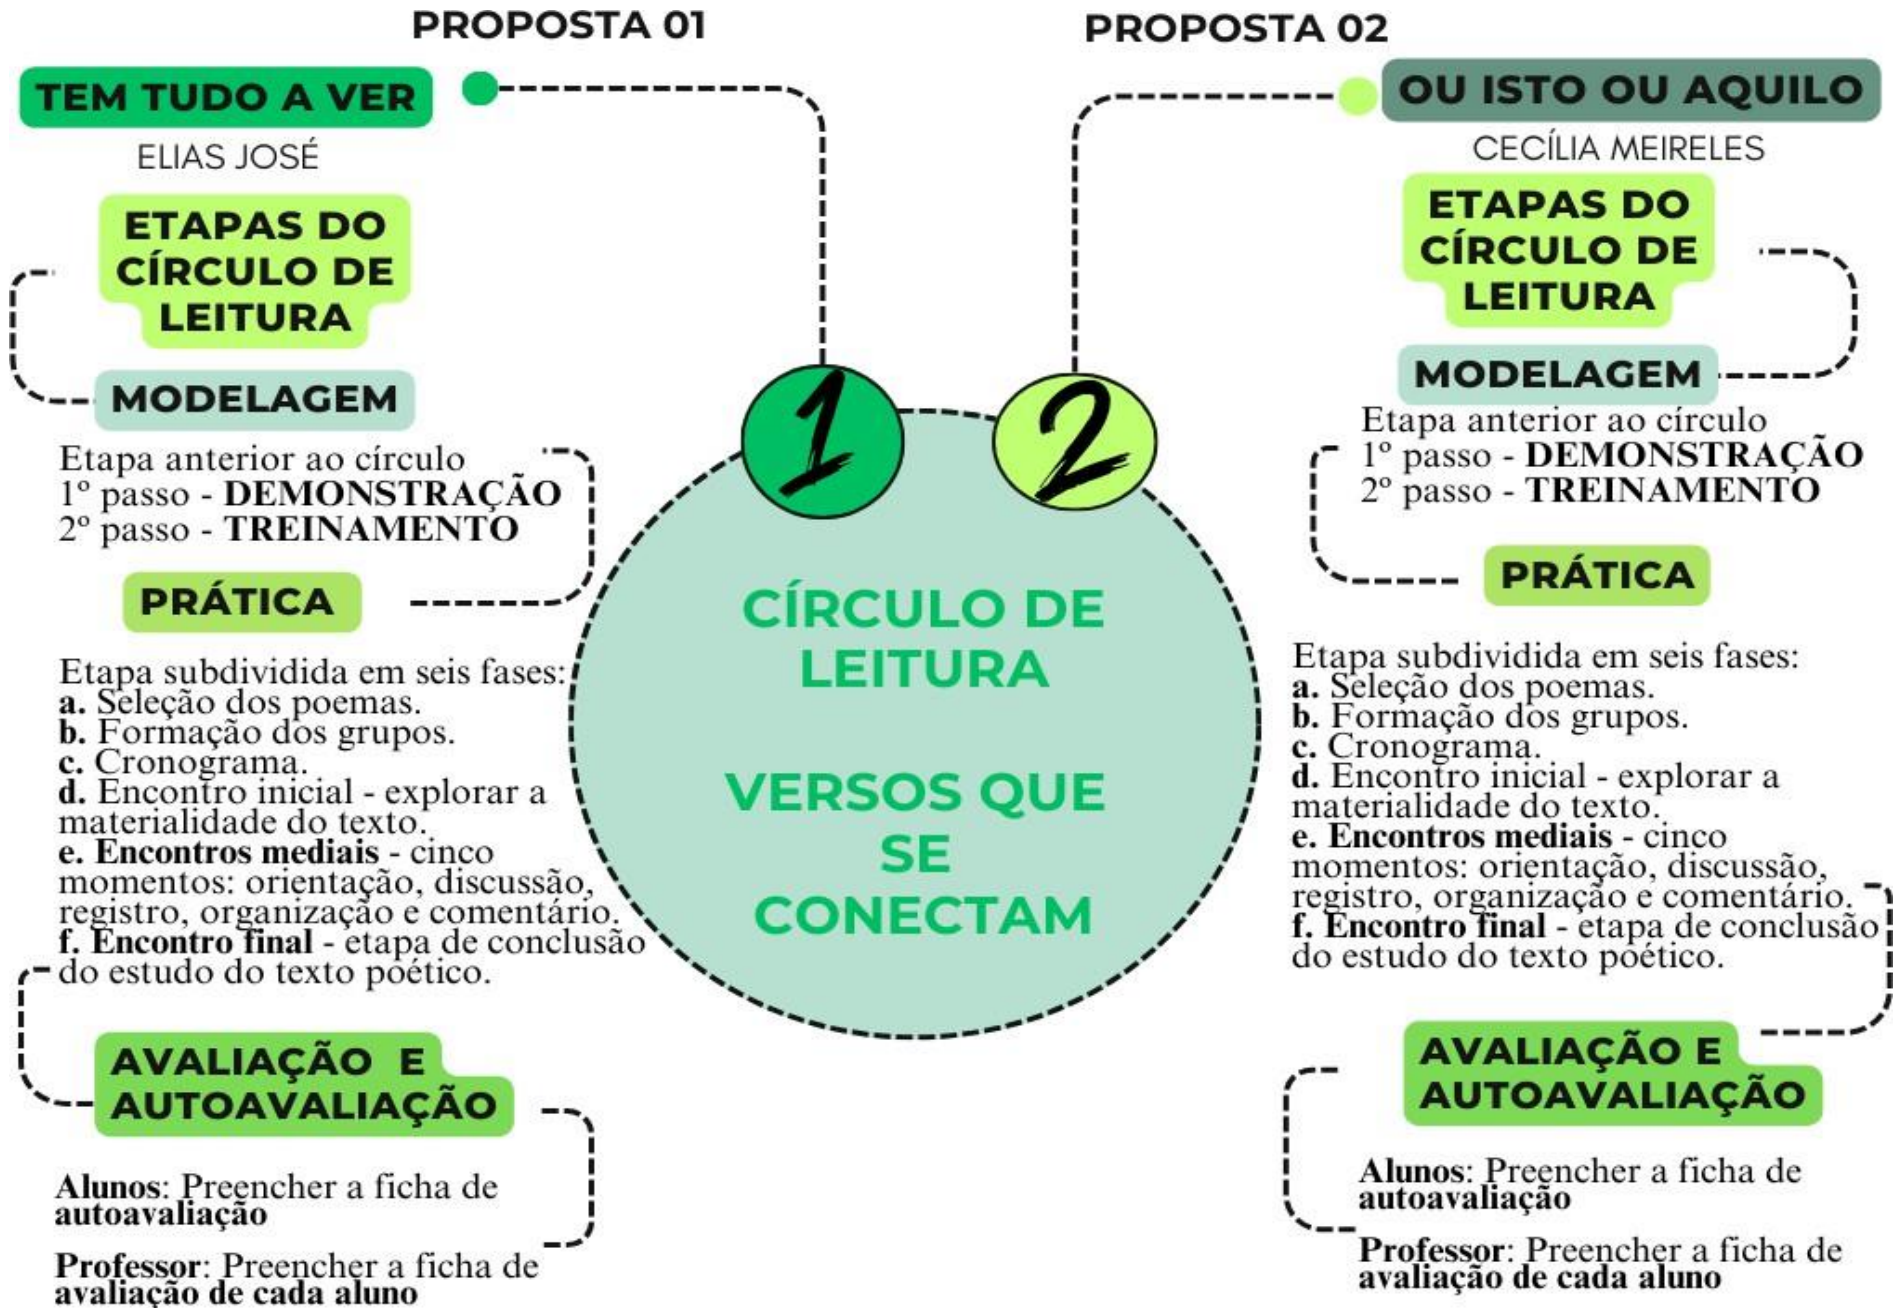 PROPOSTA 01
TEM TUDO A VER
ELIAS JOSÉ
ETAPAS DO
CÍRCULO DE
LEITURA
MODELAGEM
Etapa anterior ao círculo
1º passo - DEMONSTRAÇÃO
2º passo - TREINAMENTO
PRÁTICA
Etapa subdividida em seis fases:
a. Seleção dos poemas.
b. Formação dos grupos.
c. Cronograma.
d. Encontro inicial - explorar a
materialidade do texto.
e. Encontros mediais - cinco
momentos: orientação, discussão,
registro, organização e comentário.
f. Encontro final - etapa de conclusão
do estudo do texto poético.
AVALIAÇÃO E
AUTOAVALIAÇÃO
Alunos: Preencher a ficha de
autoavaliação
Professor: Preencher a ficha de
avaliação de cada aluno
1
2
CÍRCULO DE
LEITURA
VERSOS QUE
SE
CONECTAM
PROPOSTA 02
OU ISTO OU AQUILO
CECÍLIA MEIRELES
ETAPAS DO
CÍRCULO DE
LEITURA
MODELAGEM
Etapa anterior ao círculo
1º passo - DEMONSTRAÇÃO
2º passo - TREINAMENTO
PRÁTICA
Etapa subdividida em seis fases:
a. Seleção dos poemas.
b. Formação dos grupos.
c. Cronograma.
d. Encontro inicial - explorar a
materialidade do texto.
e. Encontros mediais - cinco
momentos: orientação, discussão,
registro, organização e comentário.
f. Encontro final - etapa de conclusão
do estudo do texto poético.
AVALIAÇÃO E
AUTOAVALIAÇÃO
Alunos: Preencher a ficha de
autoavaliação
Professor: Preencher a ficha de
avaliação de cada aluno